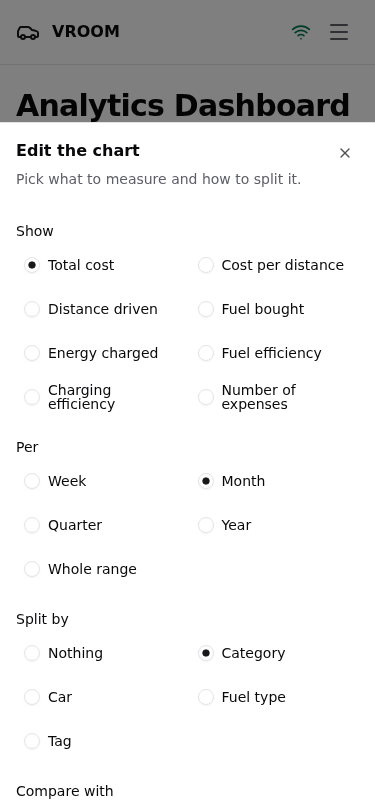 VROOM
Analytics Dashboard
Edit the chart
Pick what to measure and how to split it.
Show
Total cost
Cost per distance
Distance driven
Fuel bought
Energy charged
Fuel efficiency
Charging
efficiency
Number of
expenses
Per
Week
Month
Quarter
Year
Whole range
Split by
Nothing
Category
Car
Fuel type
Tag
Compare with